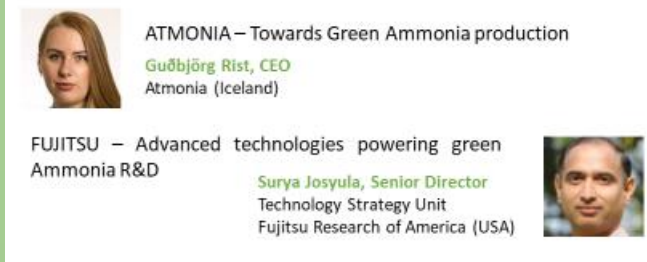 ATMONIA – Towards Green Ammonia production
Guðbjörg Rist, CEO
Atmonia (Iceland)
FUJITSU – Advanced technologies powering green
Ammonia R&D
Surya Josyula, Senior Director
Technology Strategy Unit
Fujitsu Research of America (USA)